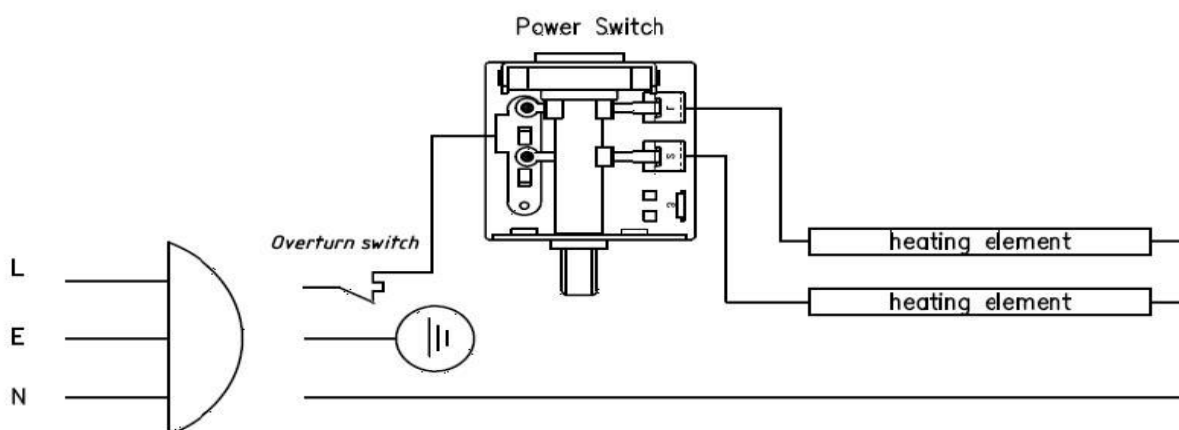 Power Switch
Overturn switch
heating element
heating element
L
E
N